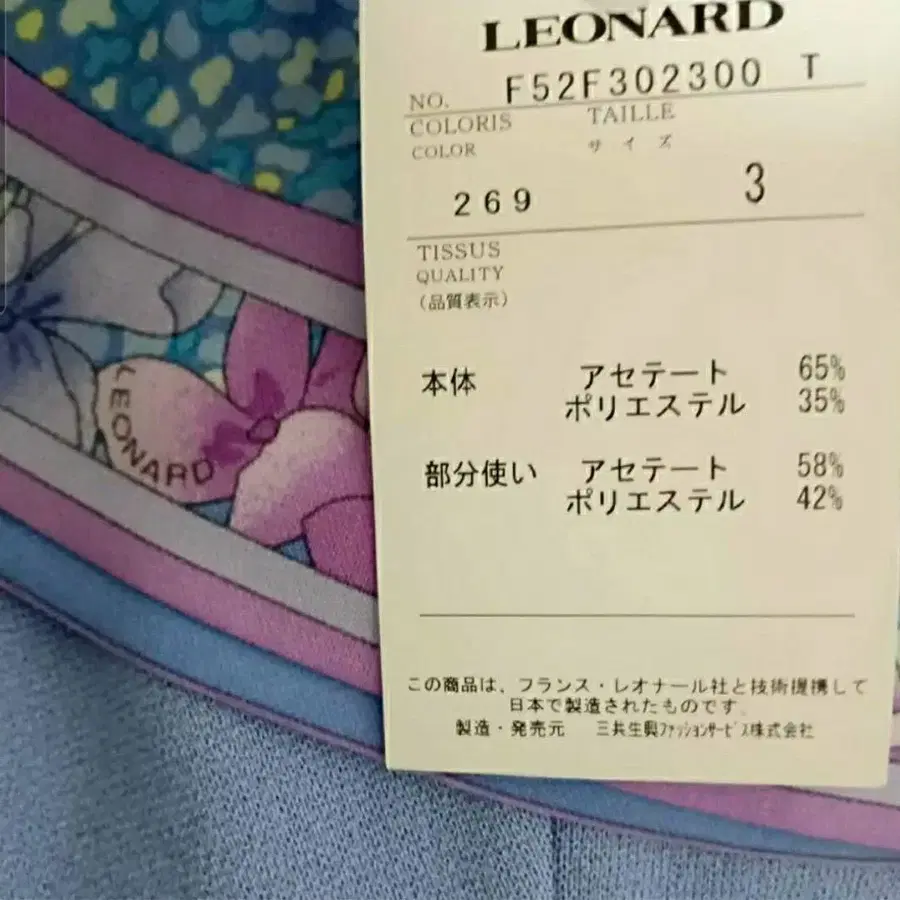 LEONARD
NO. F52F302300 T
COLORIS TAILLE
COLOR サイズ
269 3
TISSUS
QUALITY
(品質表示)
本体 アセテート 65%
ポリエステル 35%
部分使い アセテート 58%
ポリエステル 42%
この商品は、フランス・レオナール社と技術提携して
日本で製造されたものです。
製造・発売元 三共生興ファッションサービス株式会社
LEONARD